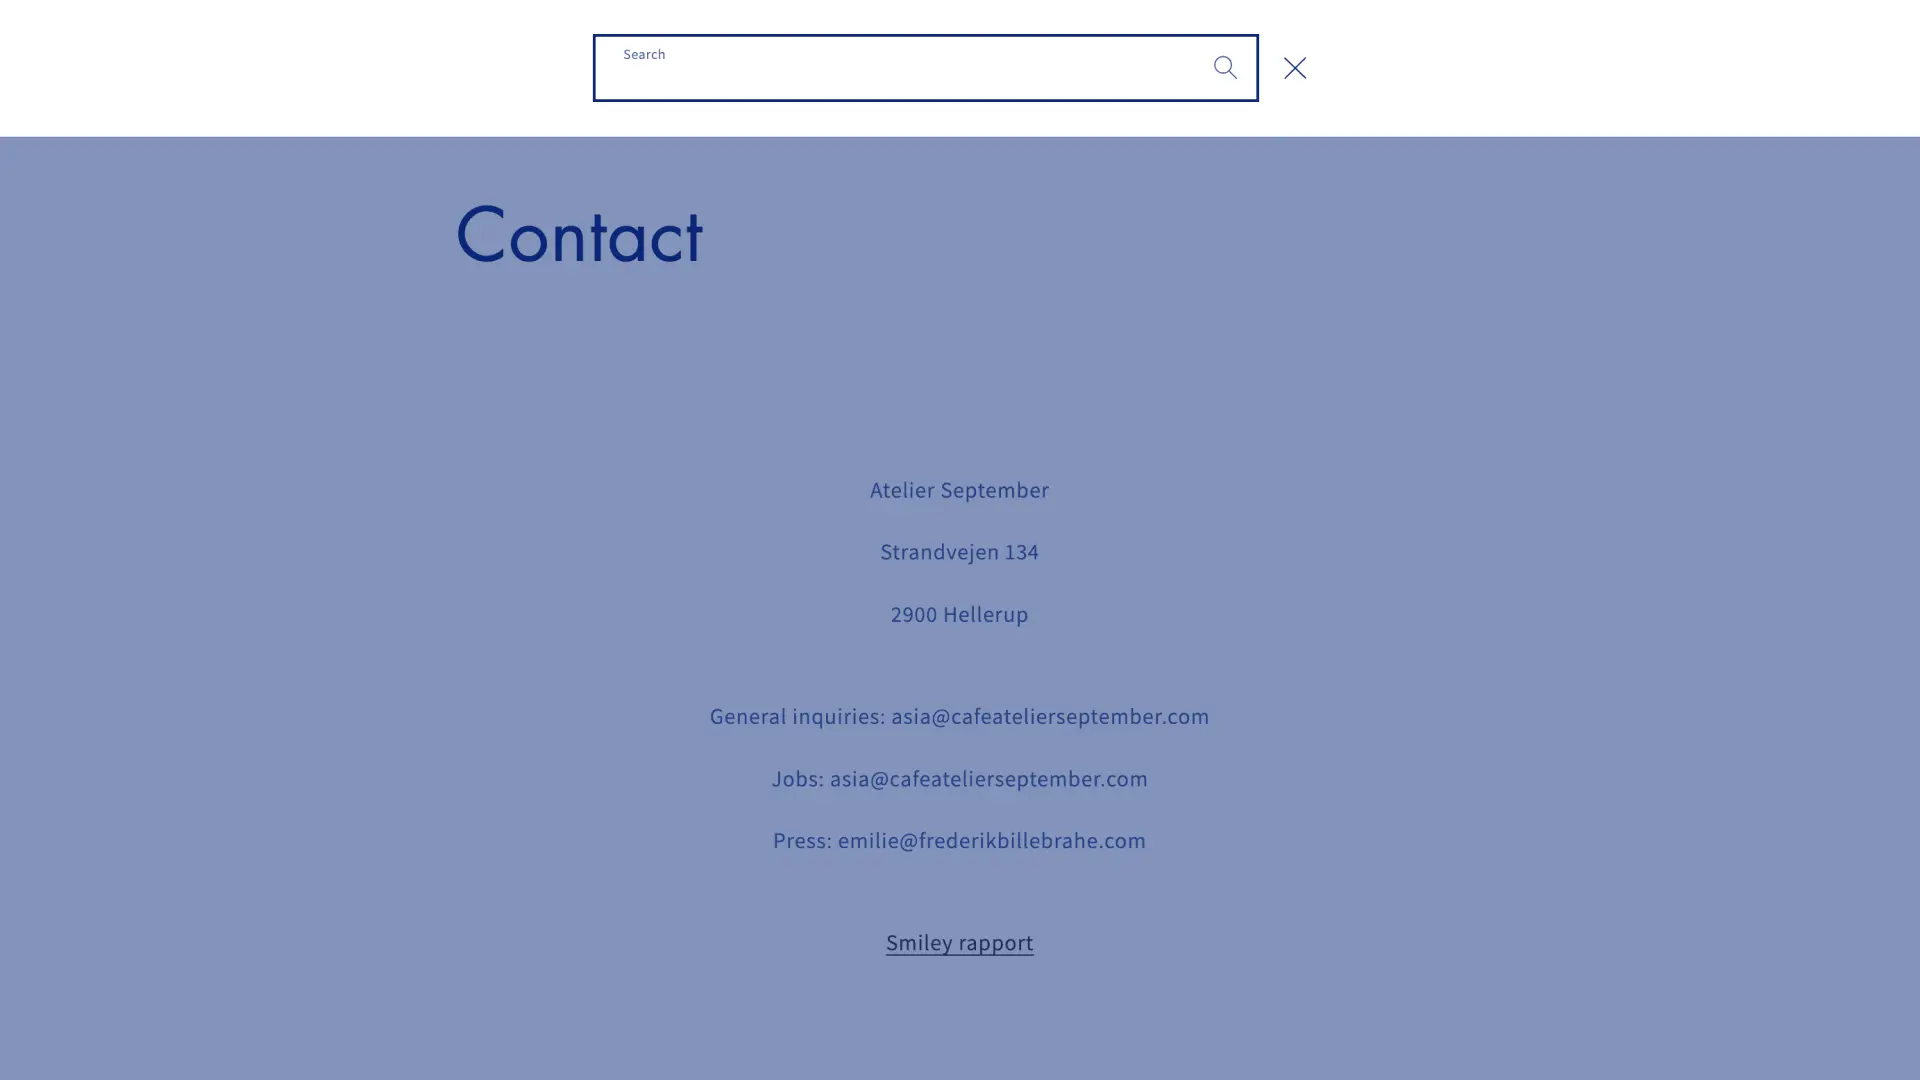 Search
Contact
Atelier September
Strandvejen 134
2900 Hellerup
General inquiries: asia@cafeatelierseptember.com
Jobs: asia@cafeatelierseptember.com
Press: emilie@frederikbillebrahe.com
Smiley rapport